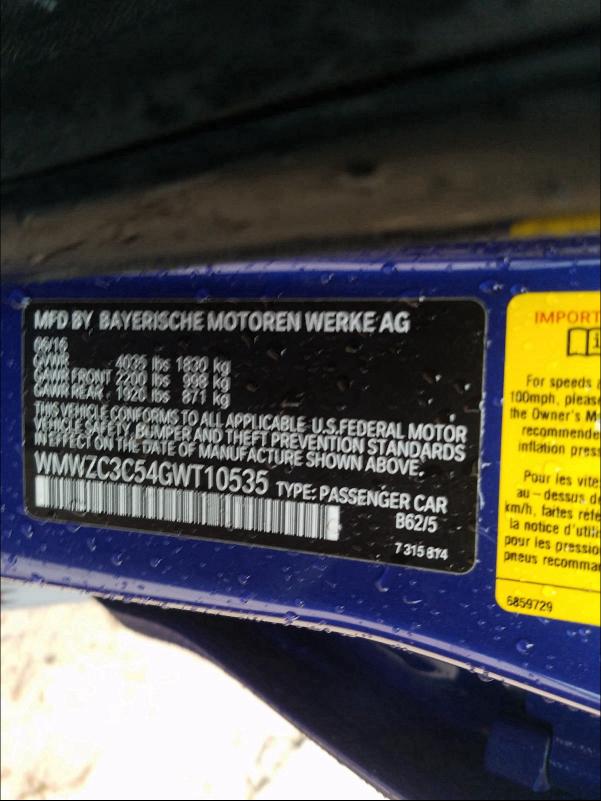 MFD BY BAYERISCHE MOTOREN WERKE AG
06/16
GVWR 4035 lbs 1830 kg
GAWR FRONT 2200 lbs 998 kg
GAWR REAR 1920 lbs 871 kg
THIS VEHICLE CONFORMS TO ALL APPLICABLE U.S.FEDERAL MOTOR
VEHICLE SAFETY, BUMPER AND THEFT PREVENTION STANDARDS
IN EFFECT ON THE DATE OF MANUFACTURE SHOWN ABOVE.
WMWZC3C54GWT10535 TYPE: PASSENGER CAR
B62/5
7 315 814
IMPORT
i
For speeds
100mph, please
the Owner's M
recommende
inflation press
Pour les vite
au-dessus de
km/h, faites réfé
la notice d'utili
pour les pression
pneus recomma
6859729